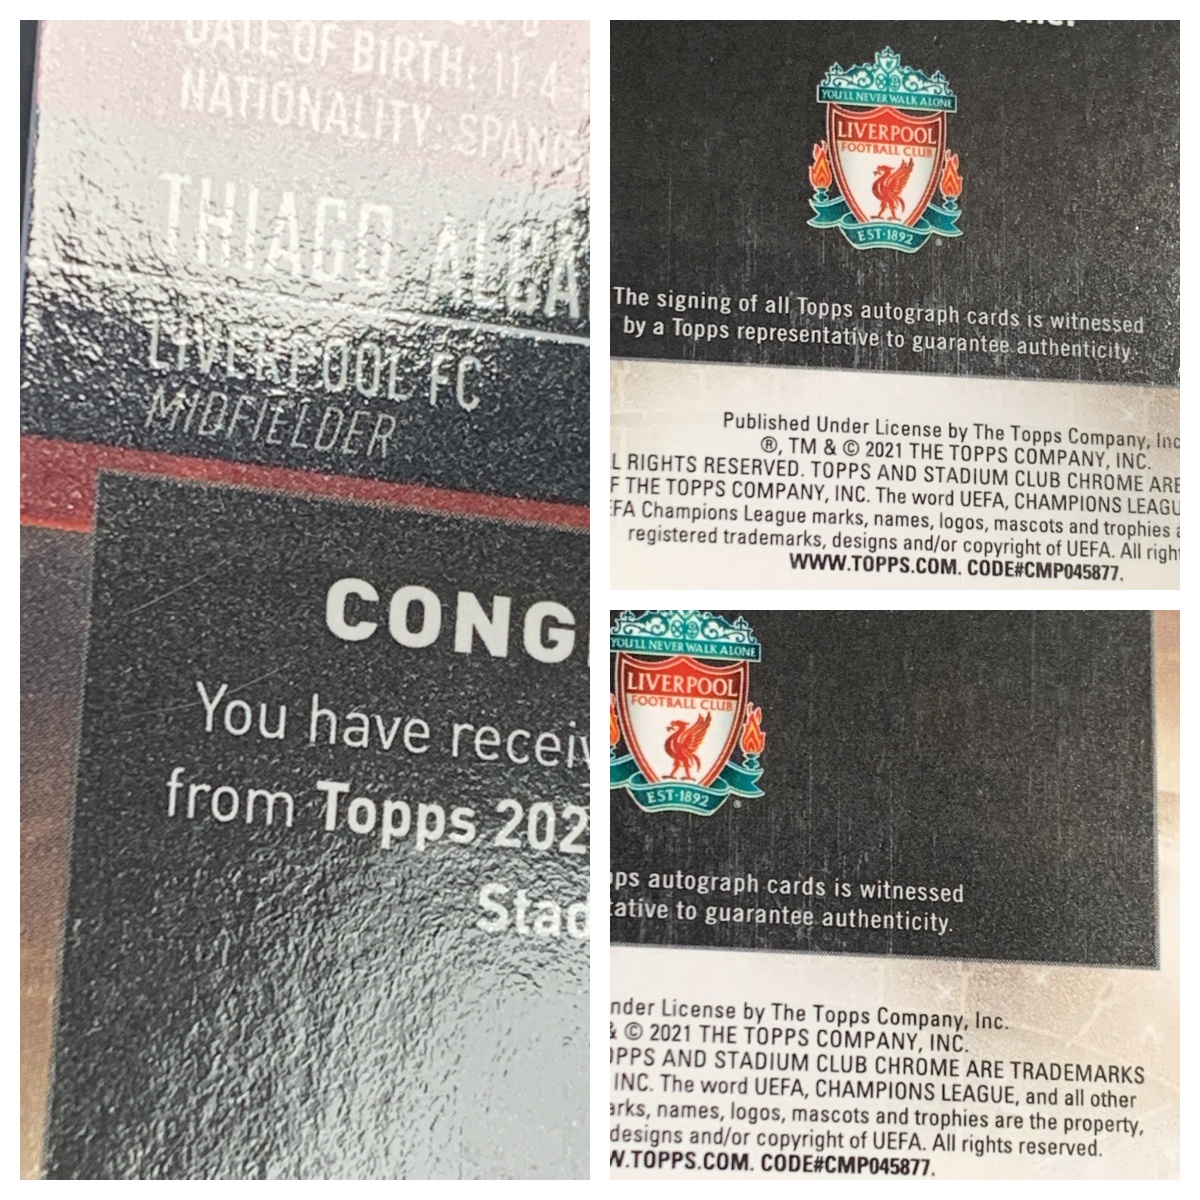 DATE OF BIRTH: 11-4-
NATIONALITY: SPANI
THIAGO ALCÂ
LIVERPOOL FC
MIDFIELDER
CONG
You have receiv
from Topps 202
Stad
YOU'LL NEVER WALK ALONE
LIVERPOOL
FOOTBALL CLUB
EST·1892
®
The signing of all Topps autograph cards is witnessed
by a Topps representative to guarantee authenticity.
Published Under License by The Topps Company, Inc
®, TM & © 2021 THE TOPPS COMPANY, INC.
L RIGHTS RESERVED. TOPPS AND STADIUM CLUB CHROME ARE
F THE TOPPS COMPANY, INC. The word UEFA, CHAMPIONS LEAGU
EFA Champions League marks, names, logos, mascots and trophies a
registered trademarks, designs and/or copyright of UEFA. All right
WWW.TOPPS.COM. CODE#CMP045877.
YOU'LL NEVER WALK ALONE
LIVERPOOL
FOOTBALL CLUB
EST·1892
®
pps autograph cards is witnessed
tative to guarantee authenticity.
nder License by The Topps Company, Inc.
& © 2021 THE TOPPS COMPANY, INC.
OPPS AND STADIUM CLUB CHROME ARE TRADEMARKS
INC. The word UEFA, CHAMPIONS LEAGUE, and all other
arks, names, logos, mascots and trophies are the property,
designs and/or copyright of UEFA. All rights reserved.
W.TOPPS.COM. CODE#CMP045877.